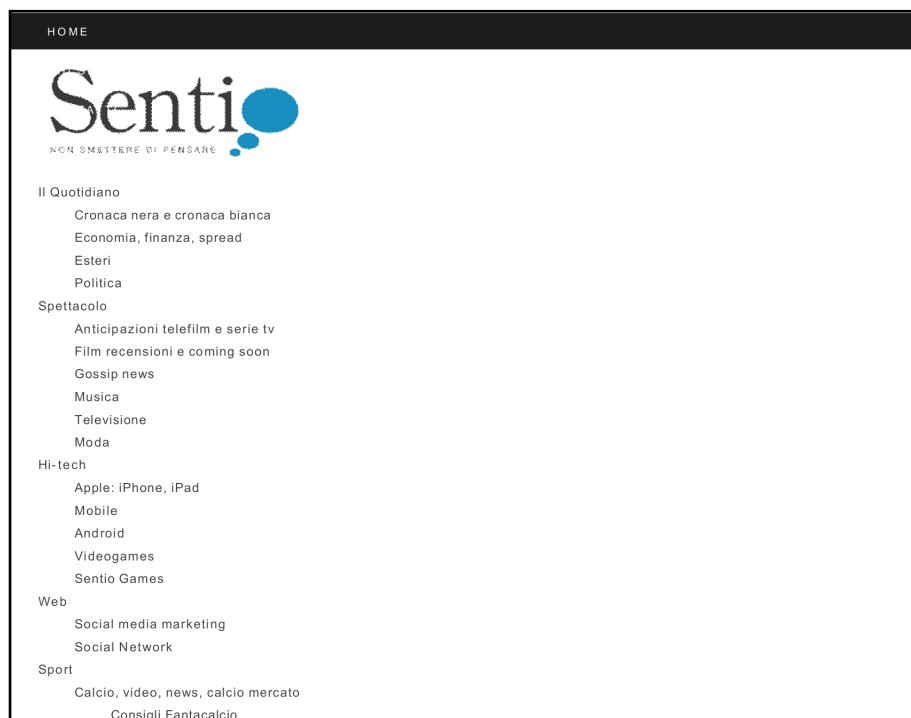 HOME
Sentio
NON SMETTERE DI PENSARE
Il Quotidiano
Cronaca nera e cronaca bianca
Economia, finanza, spread
Esteri
Politica
Spettacolo
Anticipazioni telefilm e serie tv
Film recensioni e coming soon
Gossip news
Musica
Televisione
Moda
Hi-tech
Apple: iPhone, iPad
Mobile
Android
Videogames
Sentio Games
Web
Social media marketing
Social Network
Sport
Calcio, video, news, calcio mercato
Consigli Fantacalcio